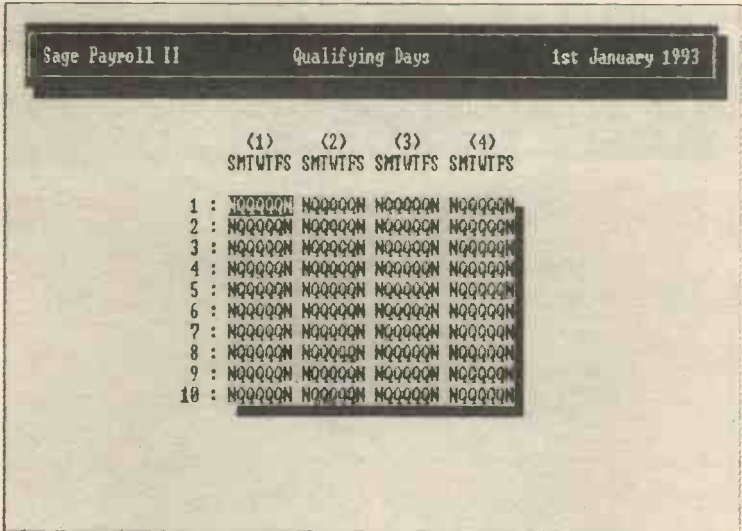 Sage Payroll II Qualifying Days 1st January 1993
(1) (2) (3) (4)
SMTWTFS SMTWTFS SMTWTFS SMTWTFS
1 : NQQQQQN NQQQQQN NQQQQQN NQQQQQN
2 : NQQQQQN NQQQQQN NQQQQQN NQQQQQN
3 : NQQQQQN NQQQQQN NQQQQQN NQQQQQN
4 : NQQQQQN NQQQQQN NQQQQQN NQQQQQN
5 : NQQQQQN NQQQQQN NQQQQQN NQQQQQN
6 : NQQQQQN NQQQQQN NQQQQQN NQQQQQN
7 : NQQQQQN NQQQQQN NQQQQQN NQQQQQN
8 : NQQQQQN NQQQQQN NQQQQQN NQQQQQN
9 : NQQQQQN NQQQQQN NQQQQQN NQQQQQN
10 : NQQQQQN NQQQQQN NQQQQQN NQQQQQN